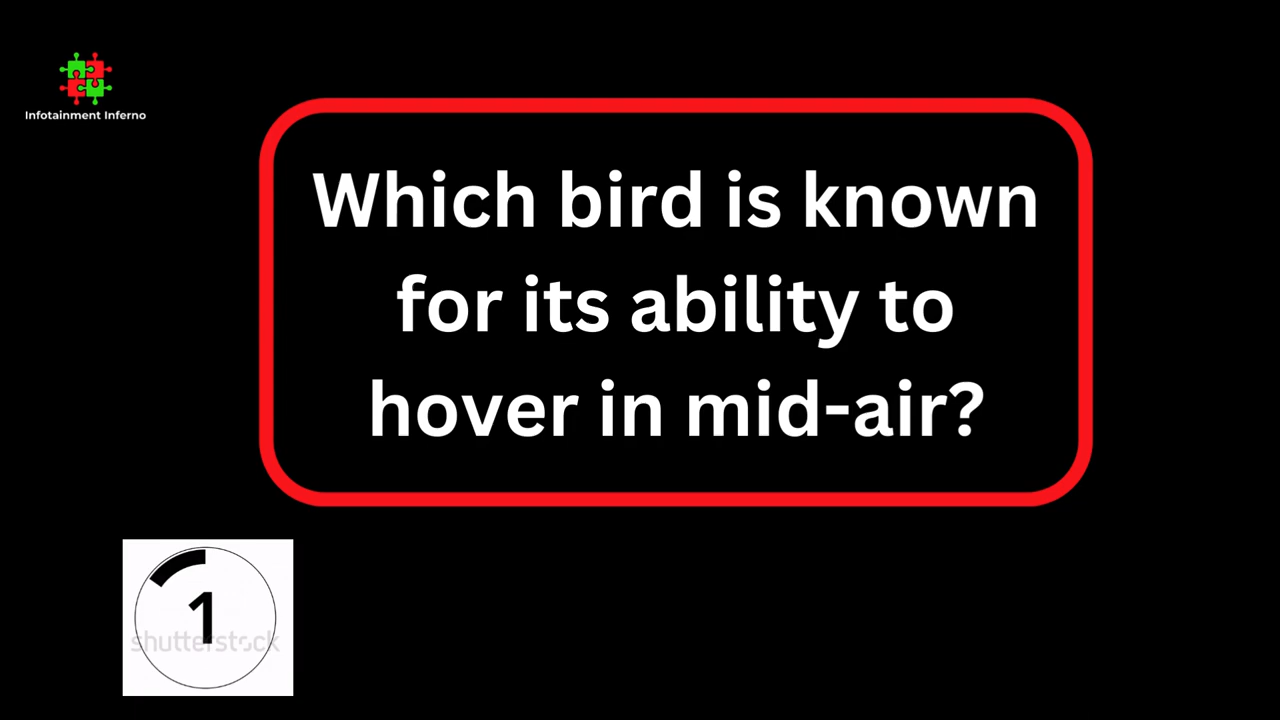 Infotainment Inferno
Which bird is known
for its ability to
hover in mid-air?
1
shutterstock